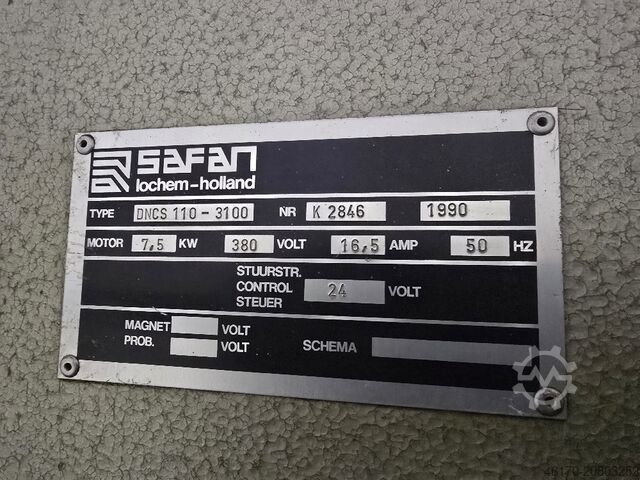 SAFAN
lochem-holland
TYPE DNCS 110-3100 NR K 2846 1990
MOTOR 7,5 KW 380 VOLT 16,5 AMP 50 HZ
STUURSTR.
CONTROL 24 VOLT
STEUER
MAGNET VOLT
PROB. VOLT SCHEMA